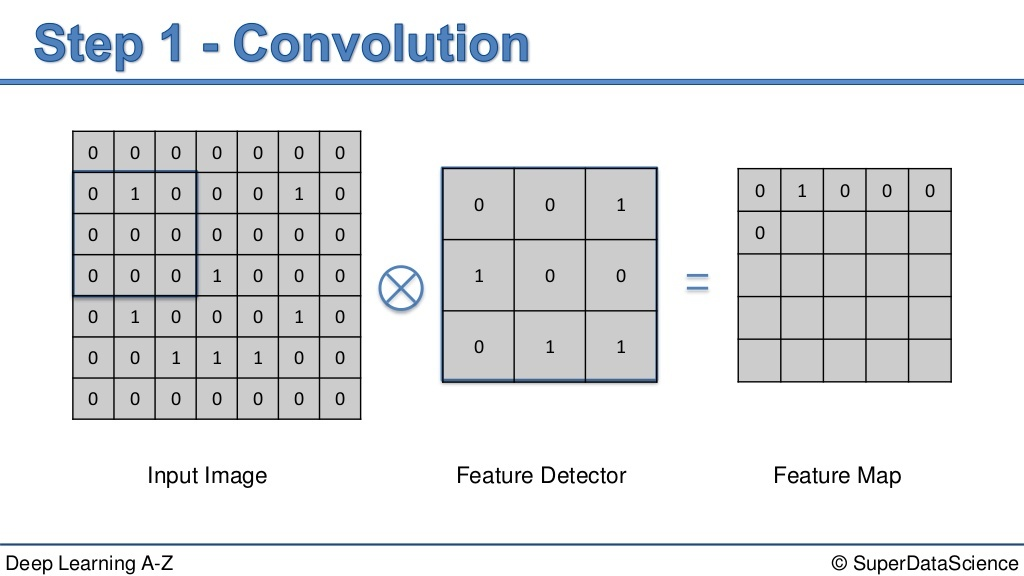 Step 1 - Convolution
0 0 0 0 0 0 0
0 1 0 0 0 1 0
0 0 0 0 0 0 0
0 0 0 1 0 0 0
0 1 0 0 0 1 0
0 0 1 1 1 0 0
0 0 0 0 0 0 0
0 0 1
1 0 0
0 1 1
=
0 1 0 0 0
0
Input Image
Feature Detector
Feature Map
Deep Learning A-Z
© SuperDataScience